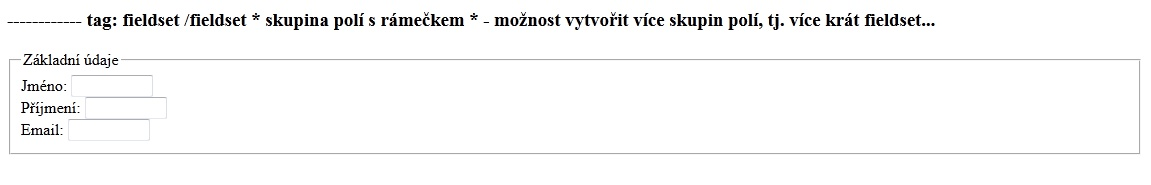 ------------ tag: fieldset /fieldset * skupina polí s rámečkem * - možnost vytvořit více skupin polí, tj. více krát fieldset...
Základní údaje
Jméno:
Příjmení:
Email: